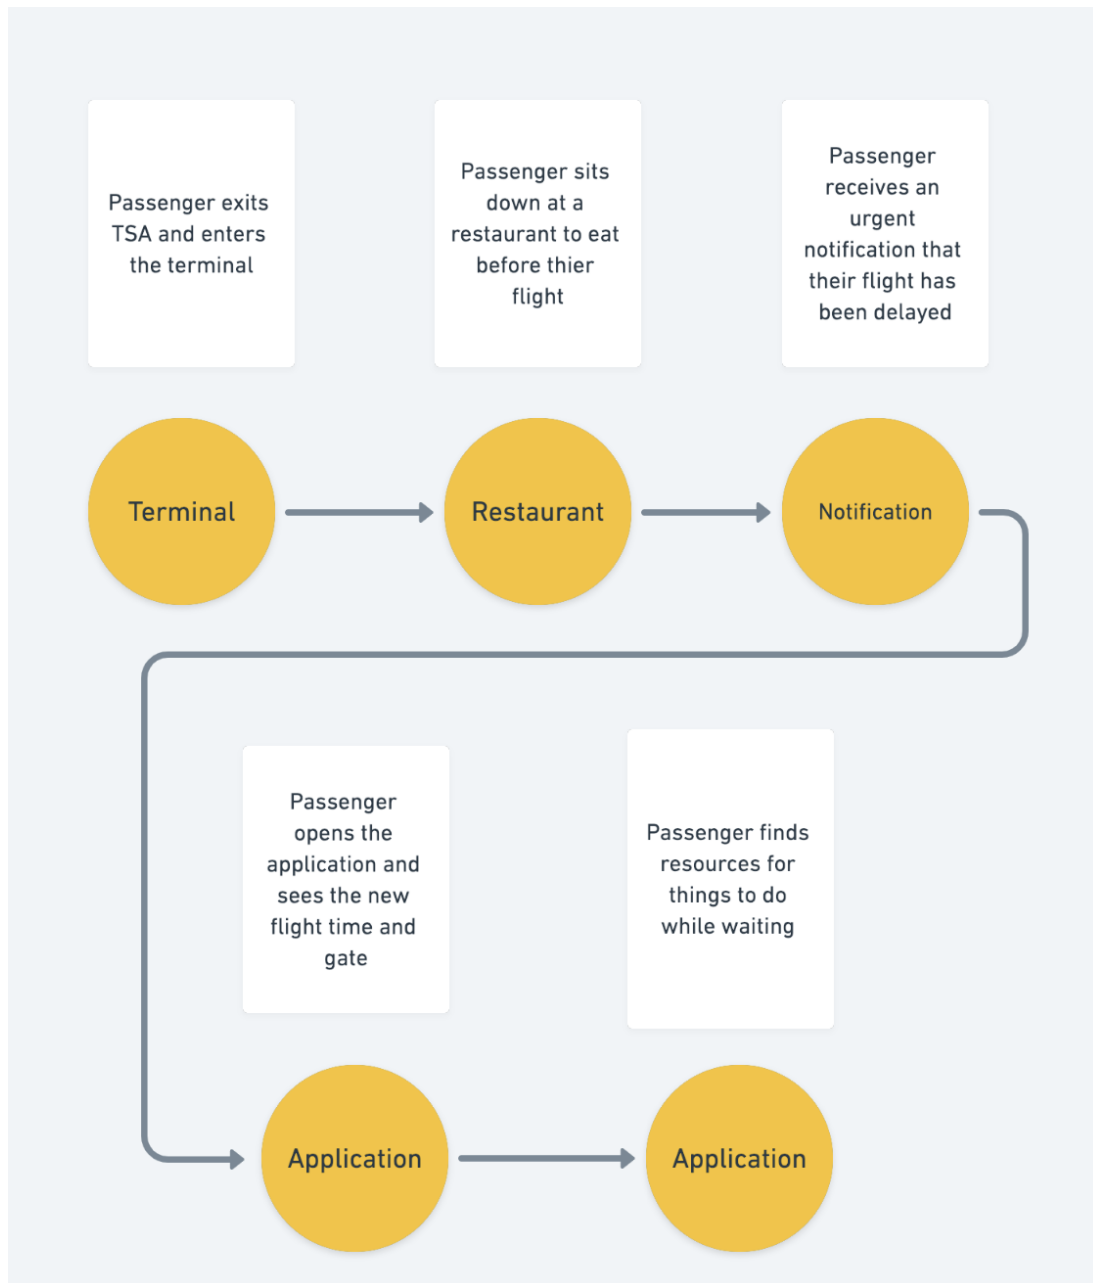 Passenger exits
TSA and enters
the terminal
Passenger sits
down at a
restaurant to eat
before thier
flight
Passenger
receives an
urgent
notification that
their flight has
been delayed
Terminal
Restaurant
Notification
Passenger
opens the
application and
sees the new
flight time and
gate
Passenger finds
resources for
things to do
while waiting
Application
Application